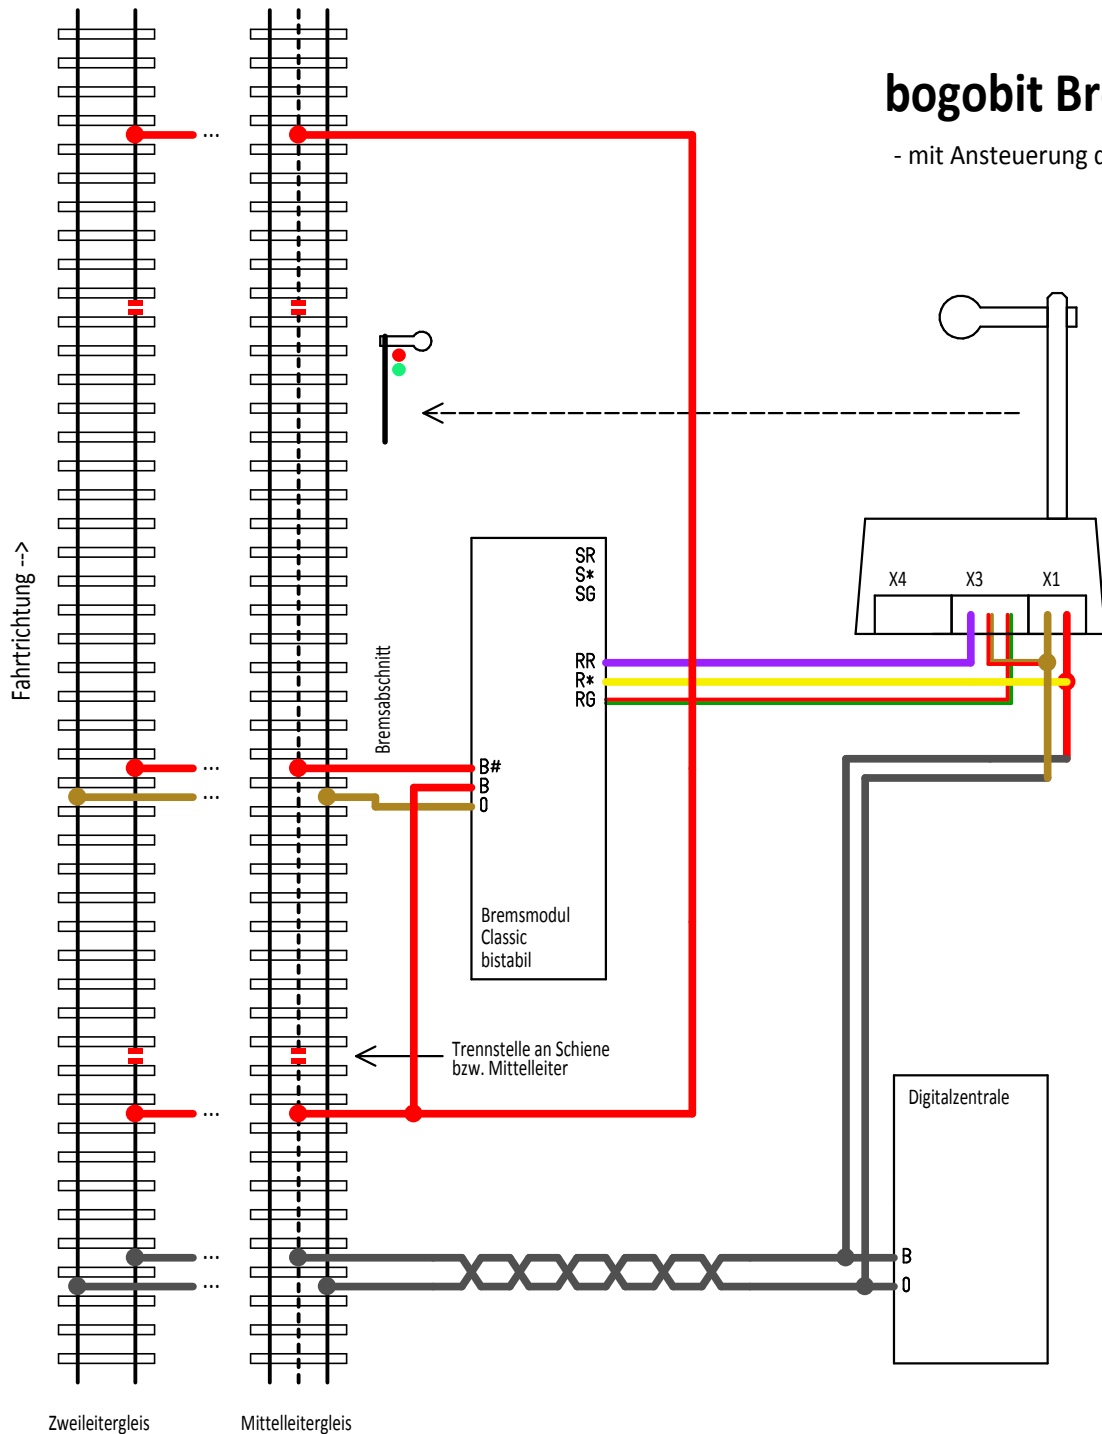 bogobit Br
- mit Ansteuerung d
...
...
Fahrtrichtung -->
X4 X3 X1
SR
S*
SG
RR
R*
RG
Bremsabschnitt
B#
B
0
...
...
Bremsmodul
Classic
bistabil
Trennstelle an Schiene
bzw. Mittelleiter
Digitalzentrale
...
B
0
...
...
Zweileitergleis
Mittelleitergleis